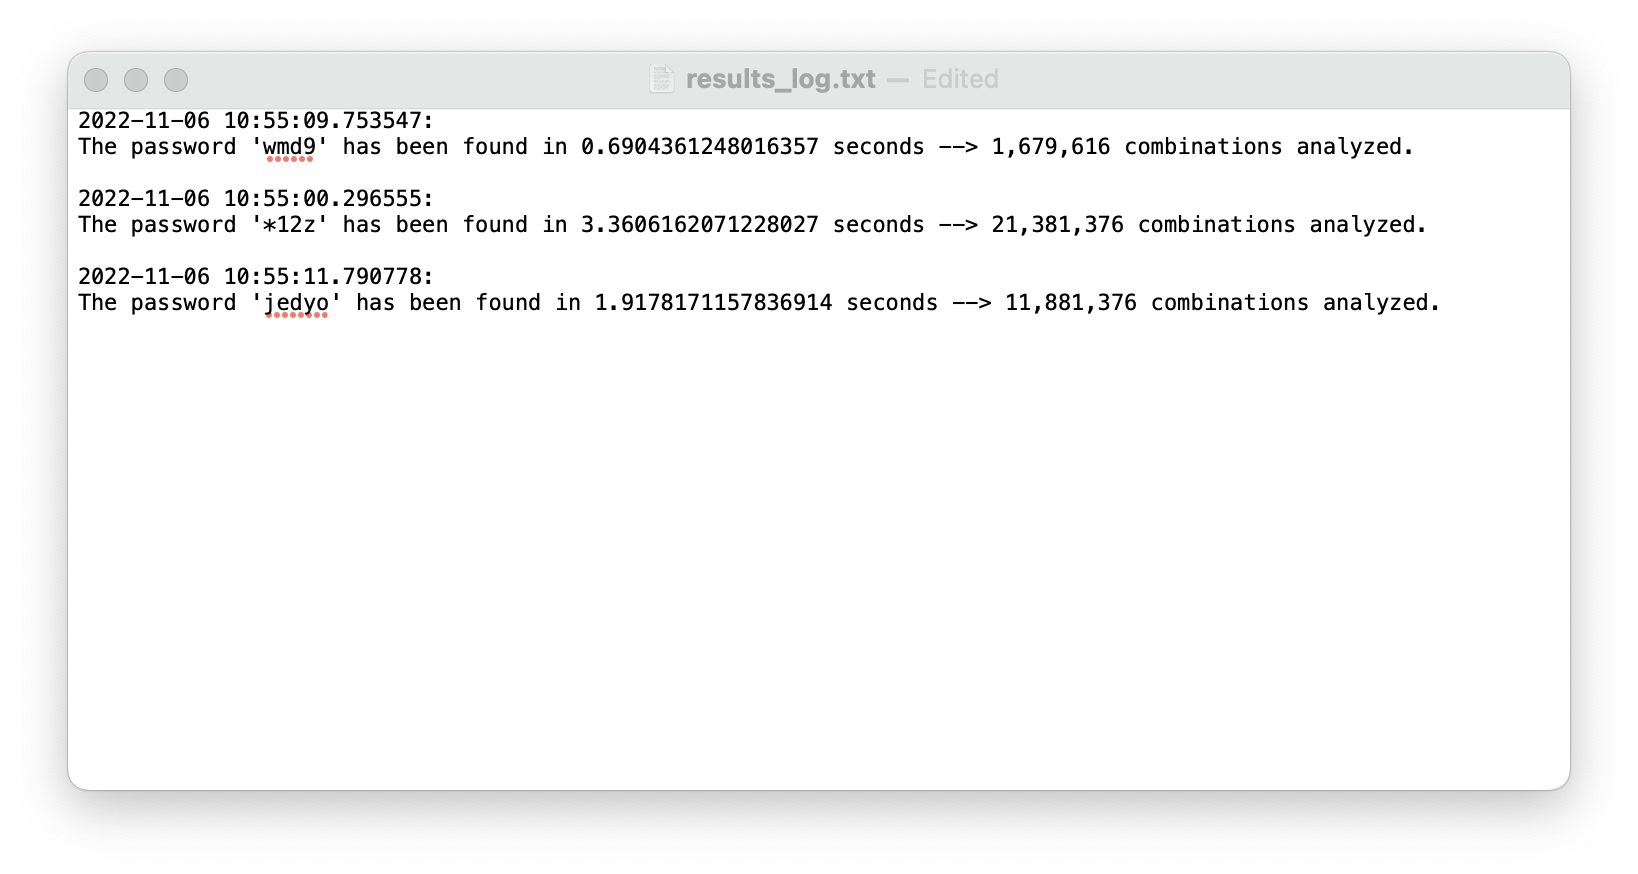 results_log.txt — Edited
2022-11-06 10:55:09.753547:
The password 'wmd9' has been found in 0.6904361248016357 seconds --> 1,679,616 combinations analyzed.
2022-11-06 10:55:00.296555:
The password '*12z' has been found in 3.3606162071228027 seconds --> 21,381,376 combinations analyzed.
2022-11-06 10:55:11.790778:
The password 'jedyo' has been found in 1.9178171157836914 seconds --> 11,881,376 combinations analyzed.